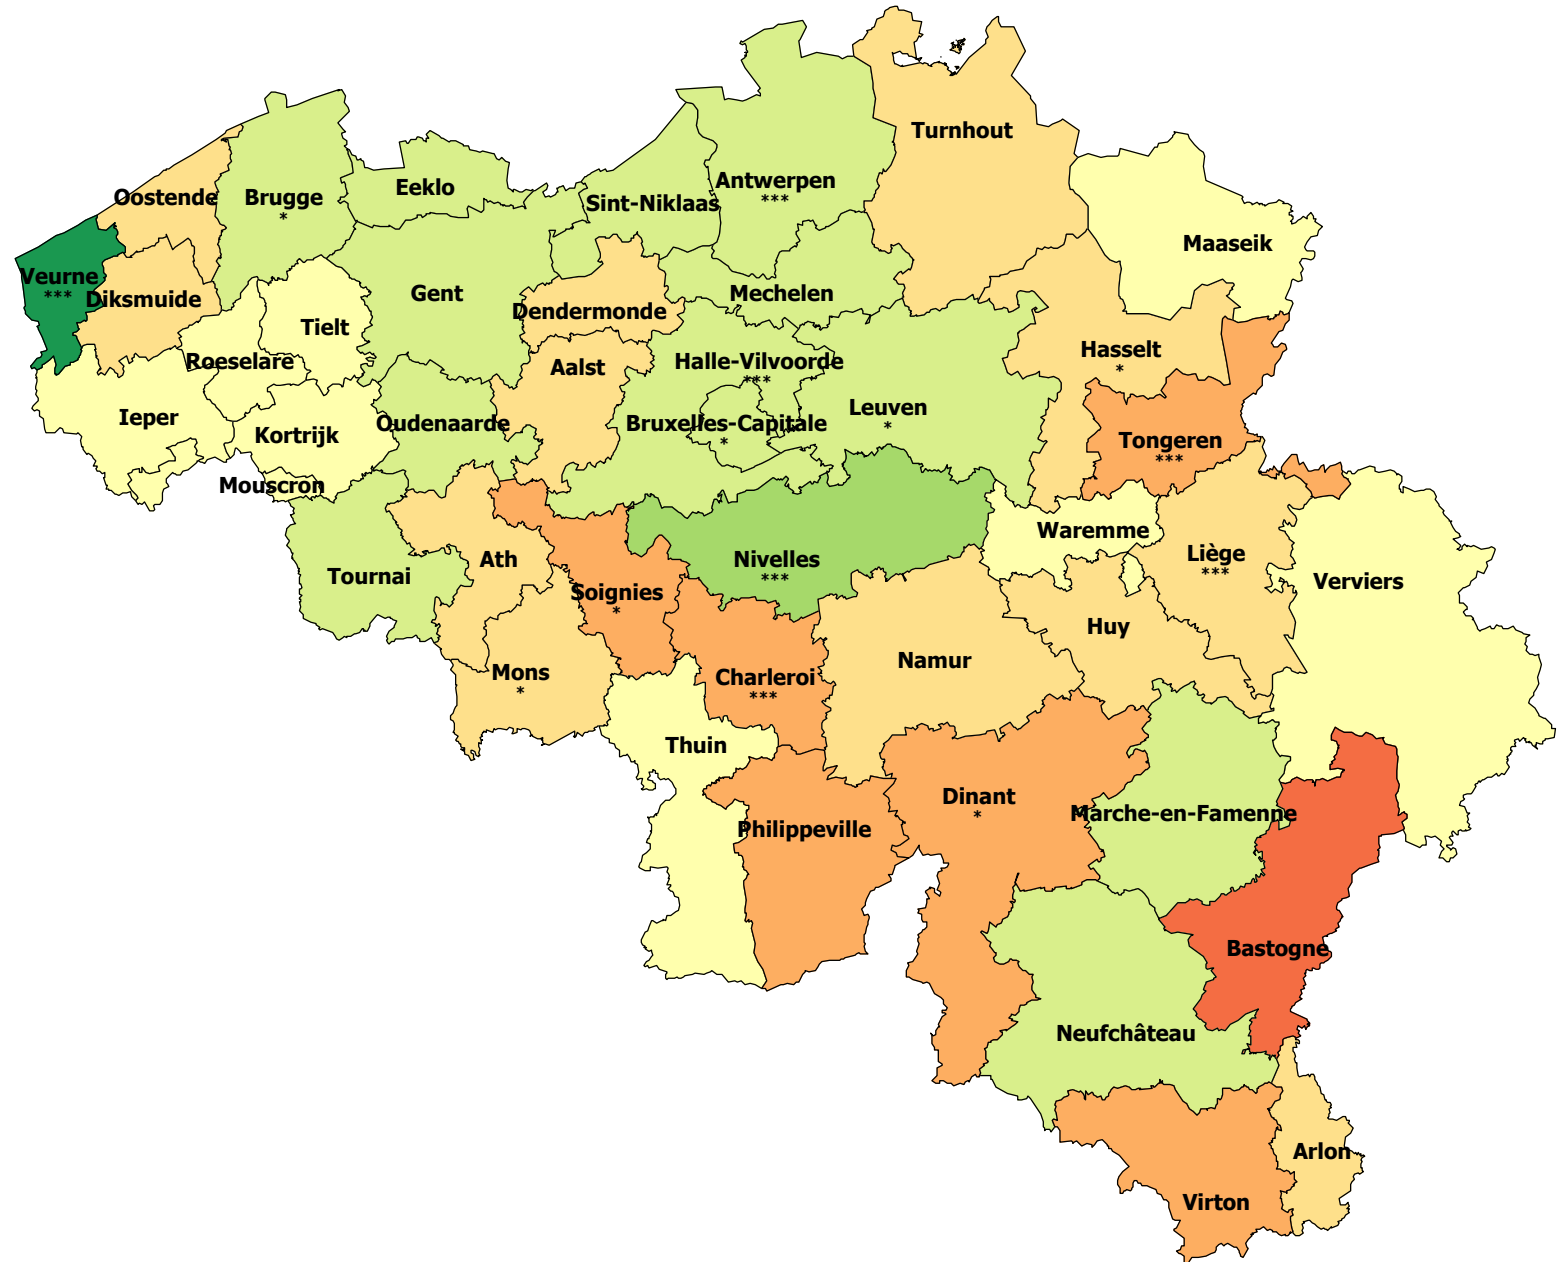 Turnhout
Antwerpen
***
Eeklo
Oostende
Brugge
*
Sint-Niklaas
Maaseik
Veurne
***
Diksmuide
Gent
Mechelen
Dendermonde
Tielt
Roeselare
Halle-Vilvoorde
***
Aalst
Hasselt
*
Ieper
Kortrijk
Oudenaarde
Bruxelles-Capitale
*
Leuven
*
Tongeren
***
Mouscron
Waremme
Ath
Nivelles
***
Liège
***
Tournai
Verviers
Soignies
*
Huy
Namur
Mons
*
Charleroi
***
Thuin
Dinant
*
Marche-en-Famenne
Philippeville
Bastogne
Neufchâteau
Arlon
Virton